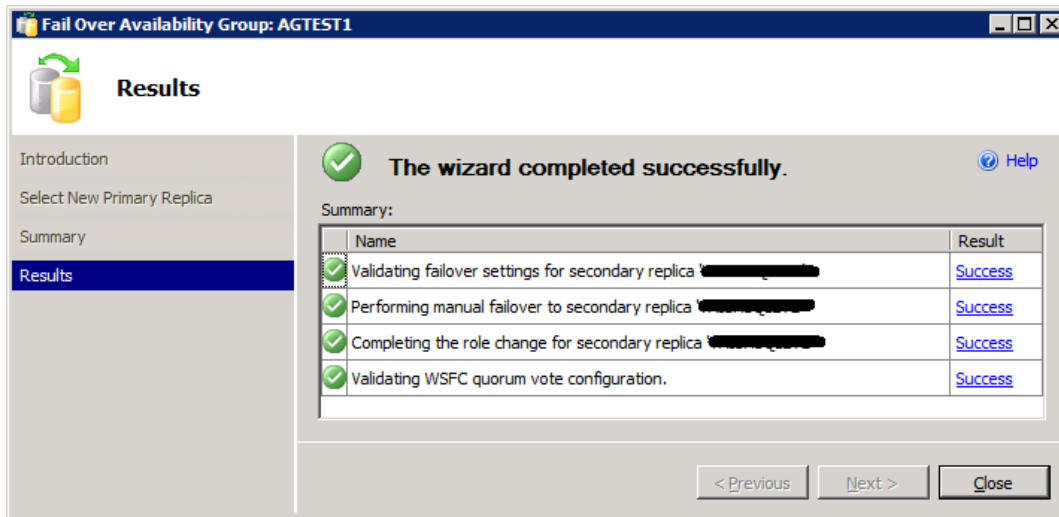 Fail Over Availability Group: AGTEST1
Results
Introduction
Select New Primary Replica
Summary
Results
The wizard completed successfully.
Help
Summary:
Name Result
Validating failover settings for secondary replica ' Success
Performing manual failover to secondary replica ' Success
Completing the role change for secondary replica ' Success
Validating WSFC quorum vote configuration. Success
< Previous Next > Close